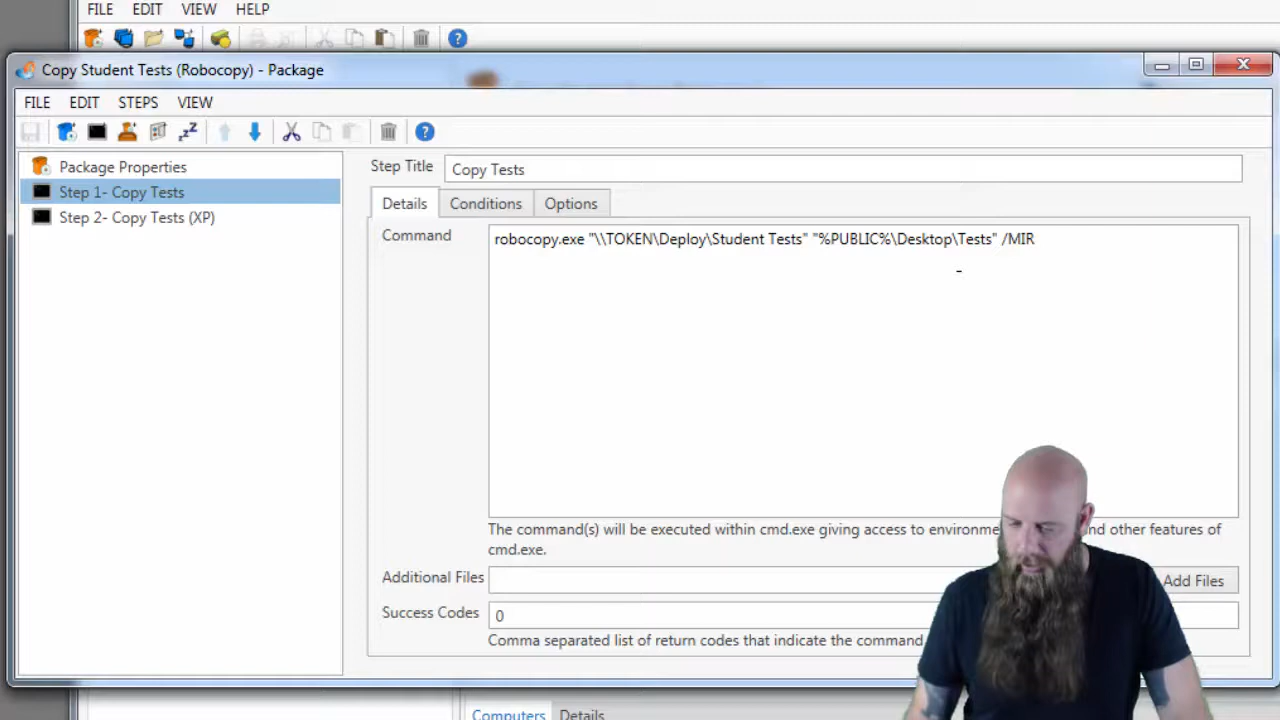 FILE EDIT VIEW HELP
Copy Student Tests (Robocopy) - Package
FILE EDIT STEPS VIEW
Package Properties
Step 1- Copy Tests
Step 2- Copy Tests (XP)
Step Title Copy Tests
Details Conditions Options
Command robocopy.exe "\\TOKEN\Deploy\Student Tests" "%PUBLIC%\Desktop\Tests" /MIR
The command(s) will be executed within cmd.exe giving access to and other features of
cmd.exe.
Additional Files Add Files
Success Codes 0
Comma separated list of return codes that indicate the command
Computers Details